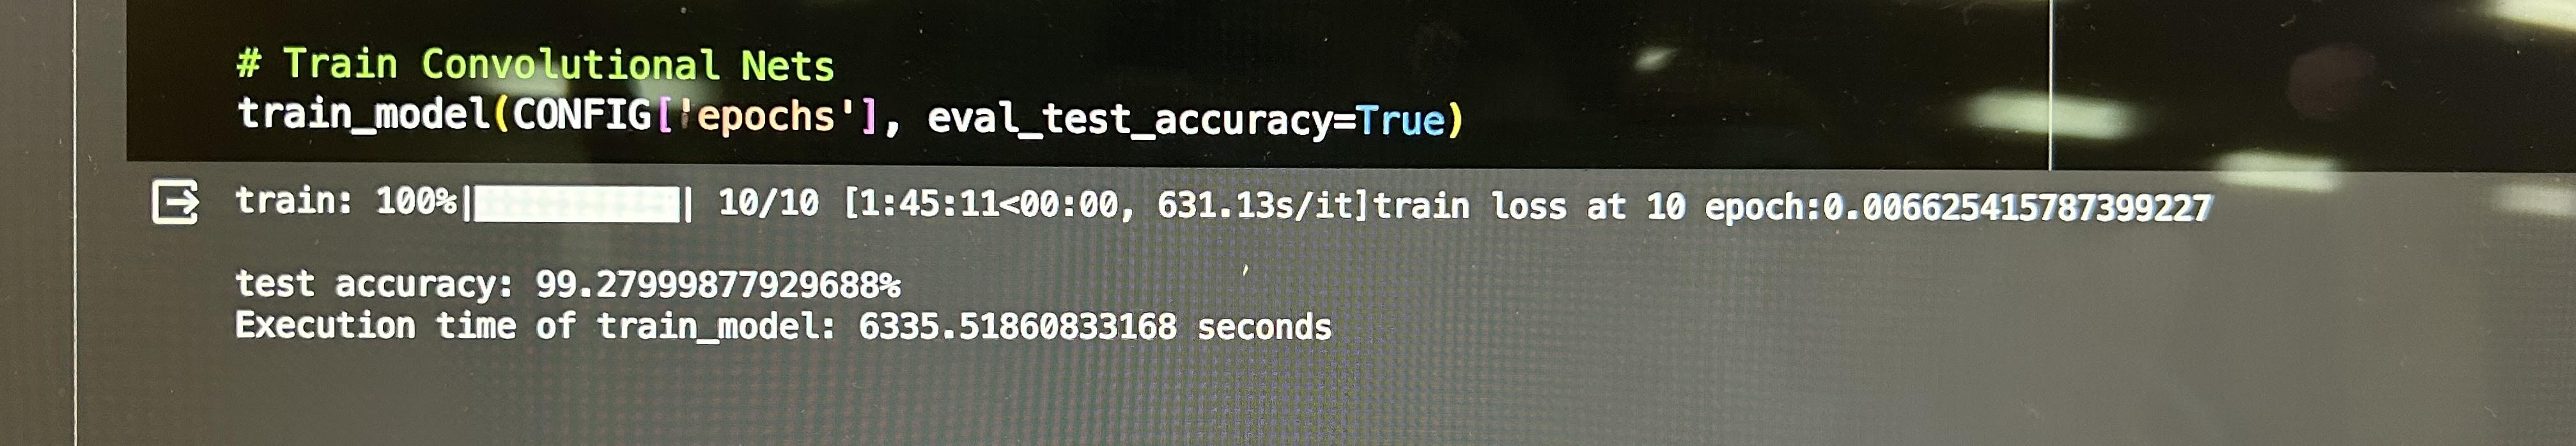 # Train Convolutional Nets
train_model(CONFIG['epochs'], eval_test_accuracy=True)
train: 100%|██████████| 10/10 [1:45:11<00:00, 631.13s/it]train loss at 10 epoch:0.006625415787399227
test accuracy: 99.27999877929688%
Execution time of train_model: 6335.51860833168 seconds